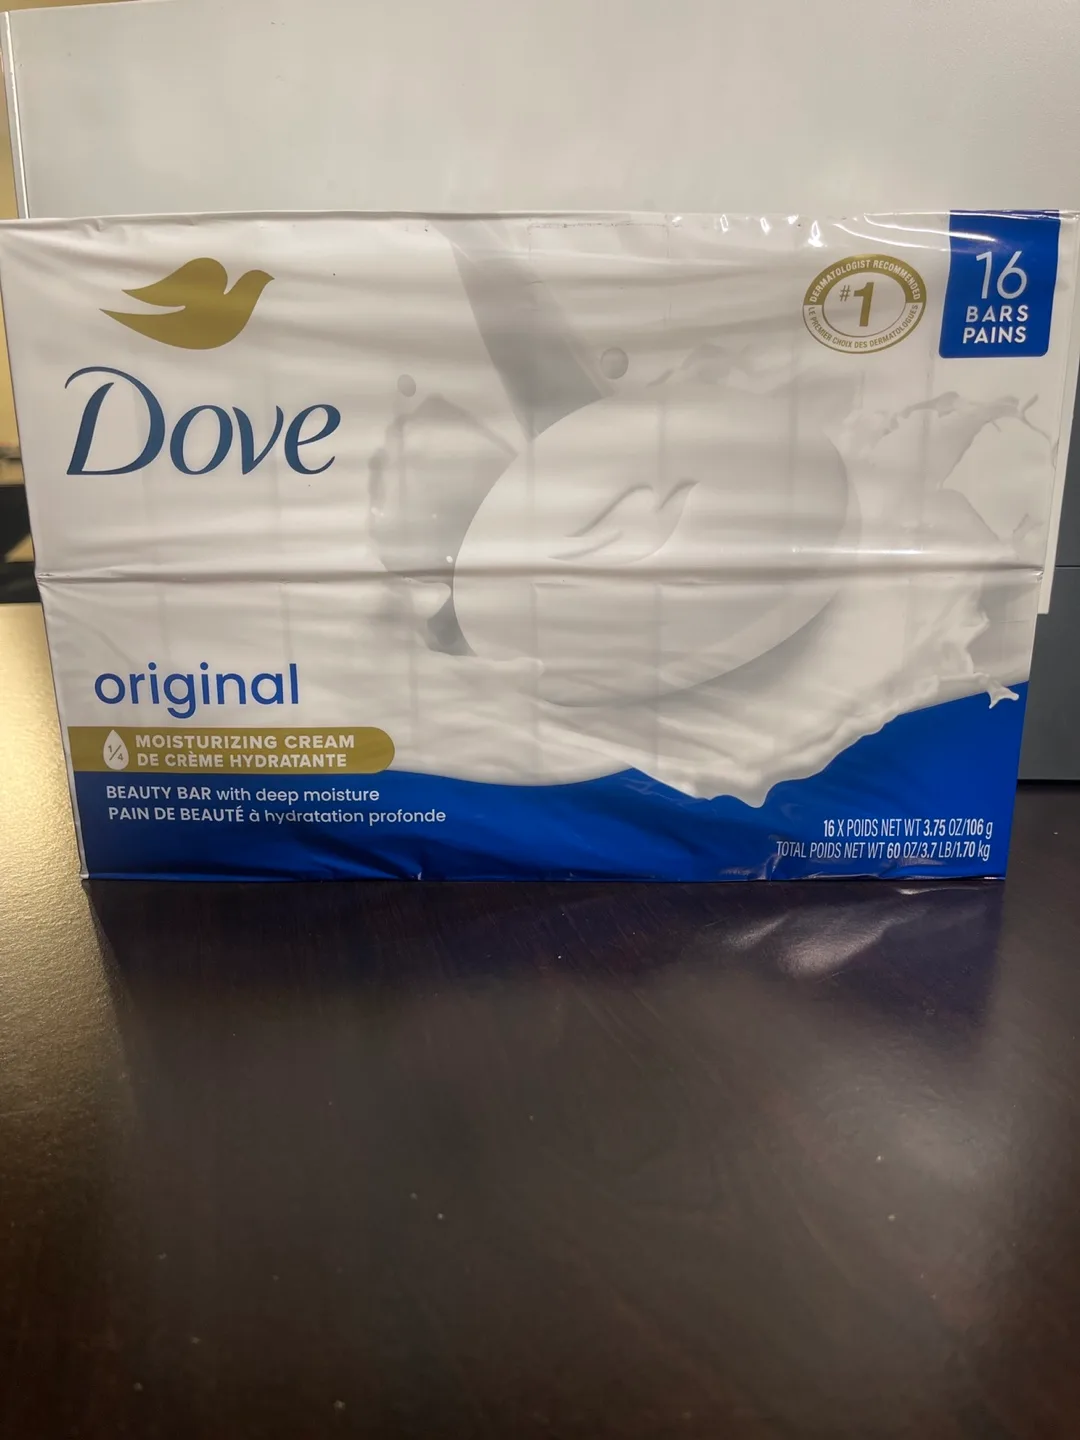 DERMATOLOGIST RECOMMENDED
#1
LE PREMIER CHOIX DES DERMATOLOGUES
16
BARS
PAINS
Dove
original
1/4
MOISTURIZING CREAM
DE CRÈME HYDRATANTE
BEAUTY BAR with deep moisture
PAIN DE BEAUTÉ à hydratation profonde
16 X POIDS NET WT 3.75 OZ/106 g
TOTAL POIDS NET WT 60 OZ/3.7 LB/1.70 kg